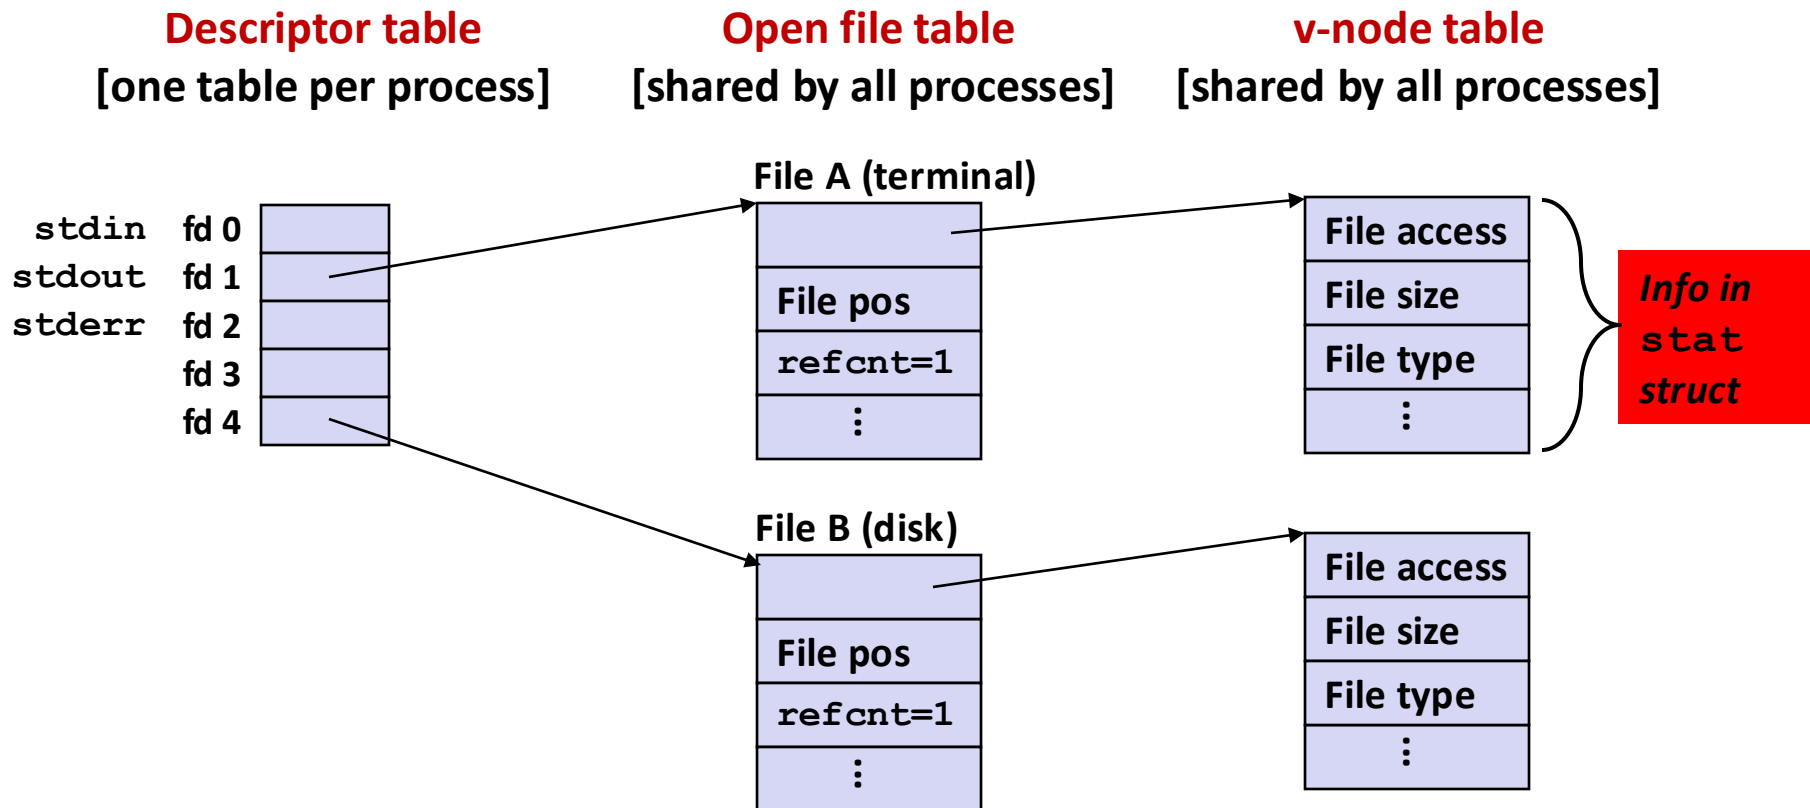 Descriptor table
[one table per process]
Open file table
[shared by all processes]
v-node table
[shared by all processes]
stdin fd 0
stdout fd 1
stderr fd 2
fd 3
fd 4
File A (terminal)
File pos
refcnt=1
⋮
File access
File size
File type
⋮
Info in
stat
struct
File B (disk)
File pos
refcnt=1
⋮
File access
File size
File type
⋮